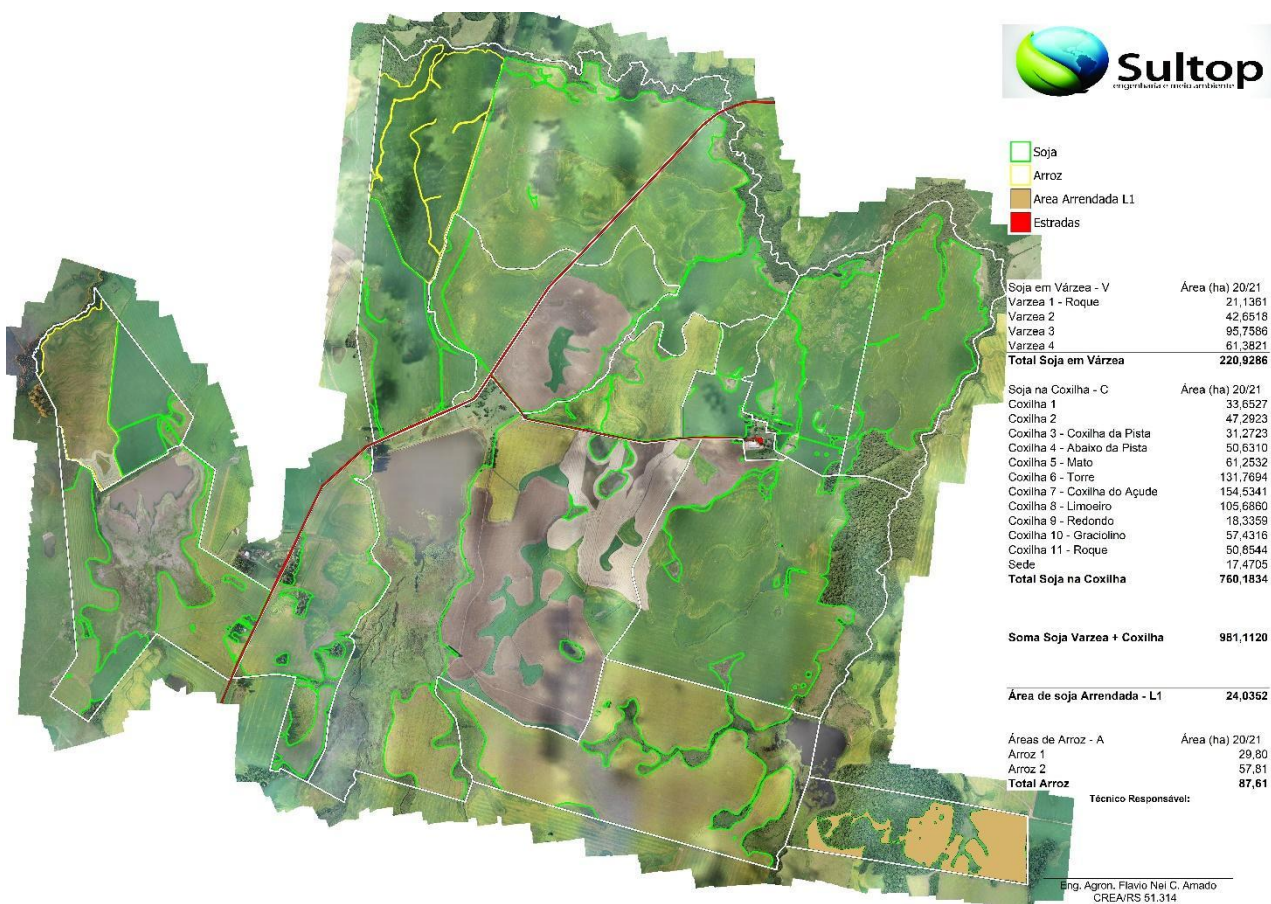 Sultop
engenharia e meio ambiente
Soja
Arroz
Area Arrendada L1
Estradas
Soja em Várzea - V Área (ha) 20/21
Varzea 1 - Roque 21,1361
Varzea 2 42,6518
Varzea 3 95,7586
Varzea 4 61,3821
Total Soja em Várzea 220,9286
Soja na Coxilha - C Área (ha) 20/21
Coxilha 1 33,6527
Coxilha 2 47,2923
Coxilha 3 - Coxilha da Pista 31,2723
Coxilha 4 - Abaixo da Pista 50,6310
Coxilha 5 - Mato 61,2532
Coxilha 6 - Torre 131,7694
Coxilha 7 - Coxilha do Açude 154,5341
Coxilha 8 - Limoeiro 105,6860
Coxilha 9 - Redondo 18,3359
Coxilha 10 - Graciolino 57,4316
Coxilha 11 - Roque 50,8544
Sede 17,4705
Total Soja na Coxilha 760,1834
Soma Soja Varzea + Coxilha 981,1120
Área de soja Arrendada - L1 24,0352
Áreas de Arroz - A Área (ha) 20/21
Arroz 1 29,80
Arroz 2 57,81
Total Arroz 87,61
Técnico Responsável:
Eng. Agron. Flavio Nei C. Amado
CREA/RS 51.314